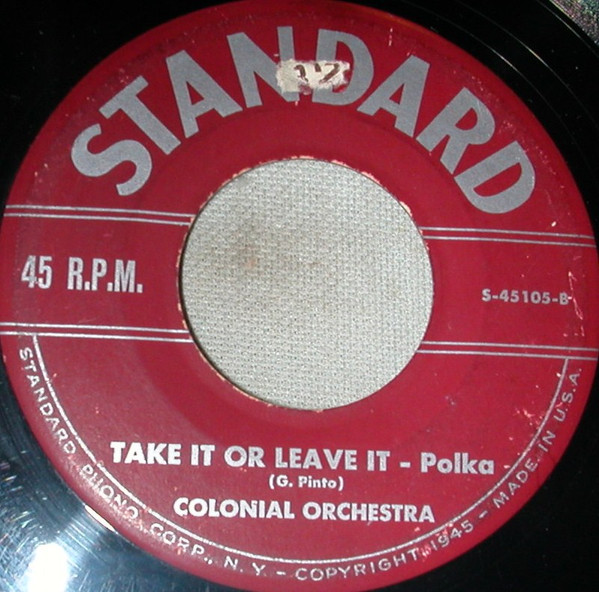 STANDARD
45 R.P.M.
S-45105-B
TAKE IT OR LEAVE IT - Polka
(G. Pinto)
COLONIAL ORCHESTRA
STANDARD PHONO CORP., N. Y. - COPYRIGHT 1945 - MADE IN U.S.A.